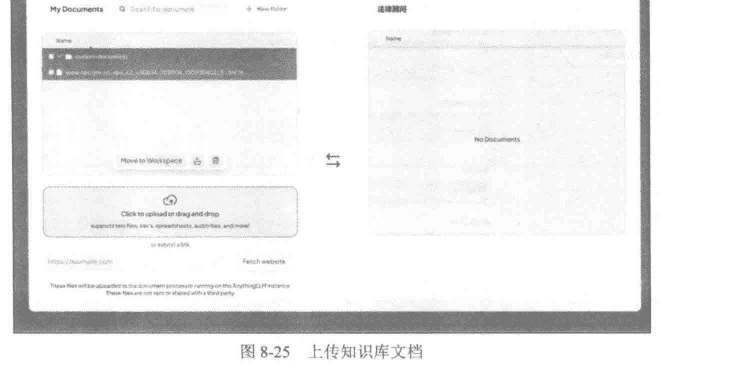 My Documents
Search for document
+ New Folder
Name
Move to Workspace
Click to upload or drag and drop
supports text files, csv's, spreadsheets, audio files, and more!
or submit a link
https://example.com
Fetch website
These files will be uploaded to the document processor running on this AnythingLLM instance.
These files are not sent or shared with a third party.
法律顾问
Name
No Documents
图 8-25 上传知识库文档